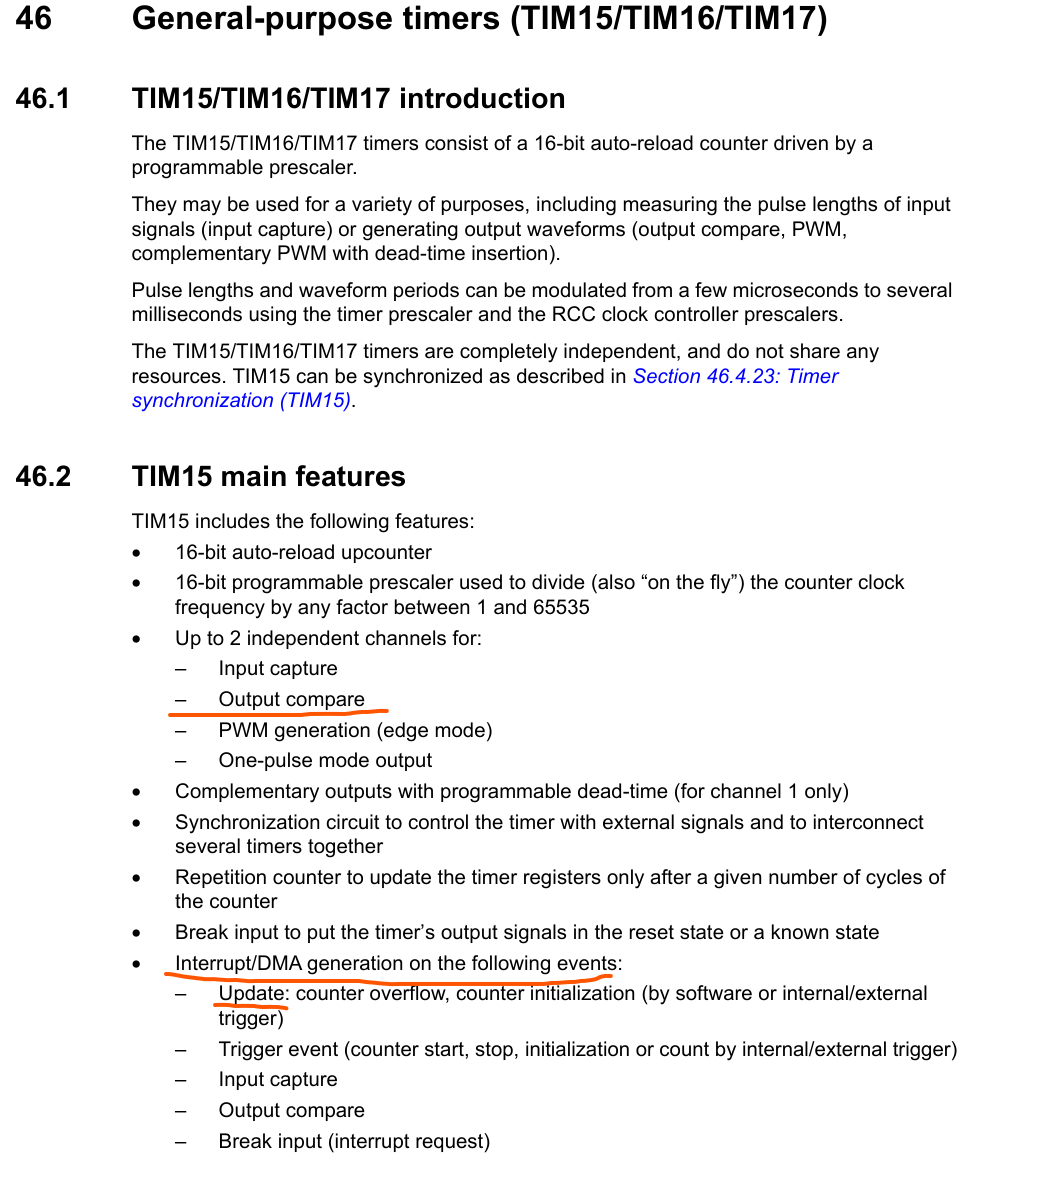 46 General-purpose timers (TIM15/TIM16/TIM17)
46.1 TIM15/TIM16/TIM17 introduction
The TIM15/TIM16/TIM17 timers consist of a 16-bit auto-reload counter driven by a
programmable prescaler.
They may be used for a variety of purposes, including measuring the pulse lengths of input
signals (input capture) or generating output waveforms (output compare, PWM,
complementary PWM with dead-time insertion).
Pulse lengths and waveform periods can be modulated from a few microseconds to several
milliseconds using the timer prescaler and the RCC clock controller prescalers.
The TIM15/TIM16/TIM17 timers are completely independent, and do not share any
resources. TIM15 can be synchronized as described in Section 46.4.23: Timer
synchronization (TIM15).
46.2 TIM15 main features
TIM15 includes the following features:
• 16-bit auto-reload upcounter
• 16-bit programmable prescaler used to divide (also “on the fly”) the counter clock
frequency by any factor between 1 and 65535
• Up to 2 independent channels for:
– Input capture
– Output compare
– PWM generation (edge mode)
– One-pulse mode output
• Complementary outputs with programmable dead-time (for channel 1 only)
• Synchronization circuit to control the timer with external signals and to interconnect
several timers together
• Repetition counter to update the timer registers only after a given number of cycles of
the counter
• Break input to put the timer’s output signals in the reset state or a known state
• Interrupt/DMA generation on the following events:
– Update: counter overflow, counter initialization (by software or internal/external
trigger)
– Trigger event (counter start, stop, initialization or count by internal/external trigger)
– Input capture
– Output compare
– Break input (interrupt request)